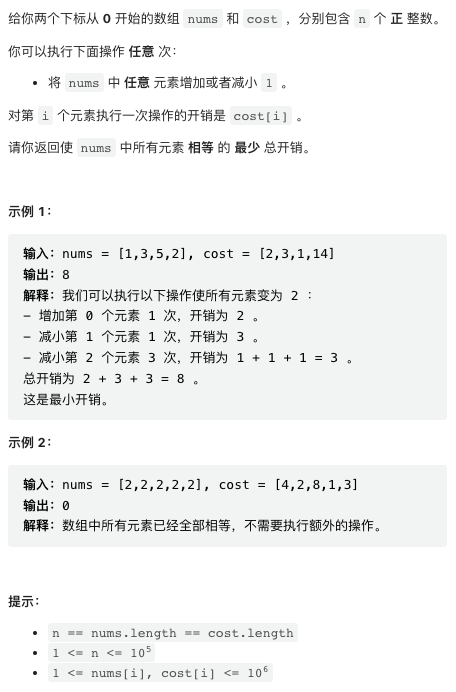 给你两个下标从 0 开始的数组 nums 和 cost ，分别包含 n 个 正 整数。
你可以执行下面操作 任意 次：
• 将 nums 中 任意 元素增加或者减小 1 。
对第 i 个元素执行一次操作的开销是 cost[i] 。
请你返回使 nums 中所有元素 相等 的 最少 总开销。
示例 1：
输入：nums = [1,3,5,2], cost = [2,3,1,14]
输出：8
解释：我们可以执行以下操作使所有元素变为 2 ：
- 增加第 0 个元素 1 次，开销为 2 。
- 减小第 1 个元素 1 次，开销为 3 。
- 减小第 2 个元素 3 次，开销为 1 + 1 + 1 = 3 。
总开销为 2 + 3 + 3 = 8 。
这是最小开销。
示例 2：
输入：nums = [2,2,2,2,2], cost = [4,2,8,1,3]
输出：0
解释：数组中所有元素已经全部相等，不需要执行额外的操作。
提示：
• n == nums.length == cost.length
• 1 <= n <= 10⁵
• 1 <= nums[i], cost[i] <= 10⁶